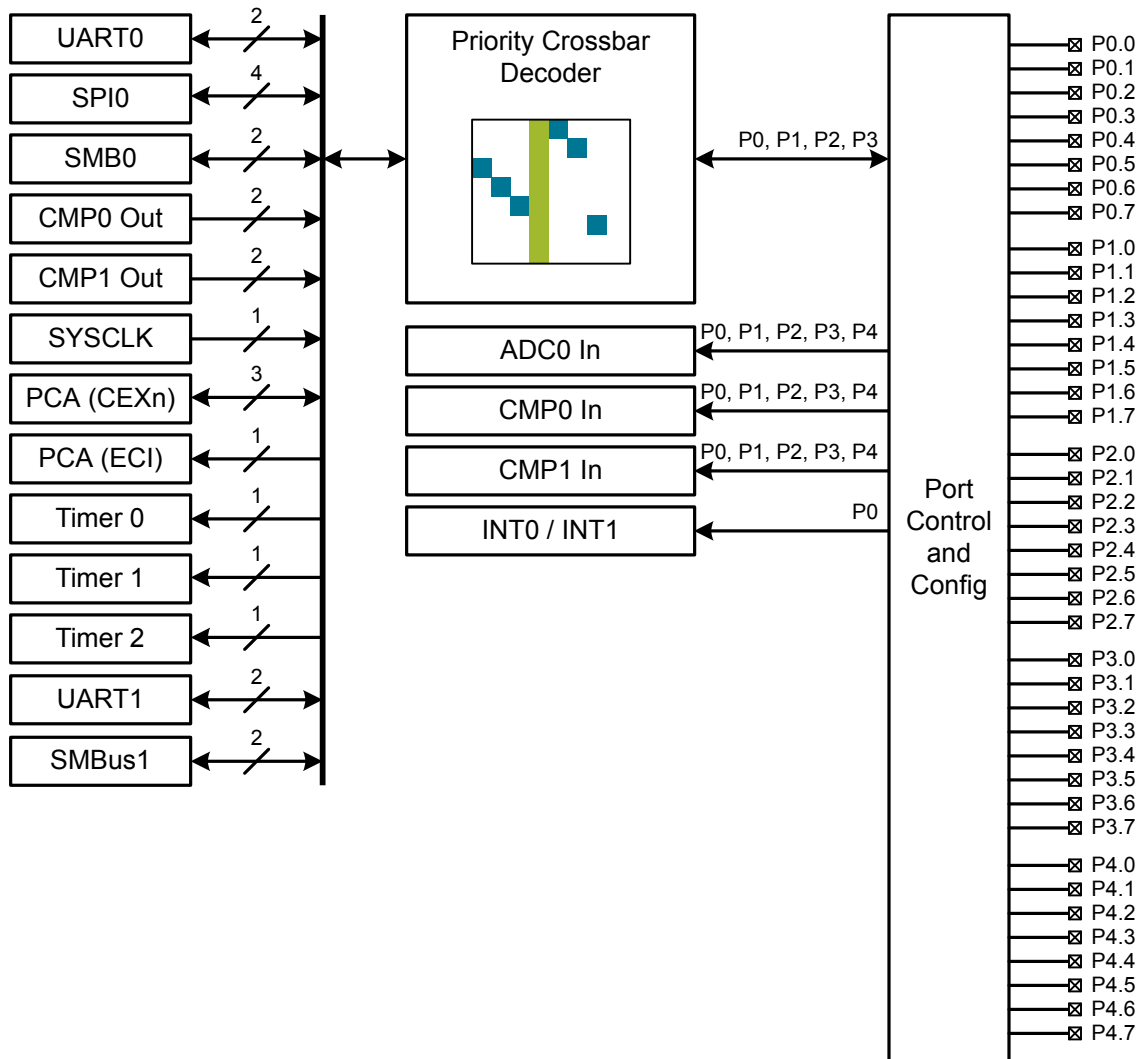 UART0
2
SPI0
4
SMB0
2
CMP0 Out
2
CMP1 Out
2
SYSCLK
1
PCA (CEXn)
3
PCA (ECI)
1
Timer 0
1
Timer 1
1
Timer 2
1
UART1
2
SMBus1
2
Priority Crossbar
Decoder
P0, P1, P2, P3
ADC0 In
P0, P1, P2, P3, P4
CMP0 In
P0, P1, P2, P3, P4
CMP1 In
P0, P1, P2, P3, P4
INT0 / INT1
P0
Port
Control
and
Config
P0.0
P0.1
P0.2
P0.3
P0.4
P0.5
P0.6
P0.7
P1.0
P1.1
P1.2
P1.3
P1.4
P1.5
P1.6
P1.7
P2.0
P2.1
P2.2
P2.3
P2.4
P2.5
P2.6
P2.7
P3.0
P3.1
P3.2
P3.3
P3.4
P3.5
P3.6
P3.7
P4.0
P4.1
P4.2
P4.3
P4.4
P4.5
P4.6
P4.7